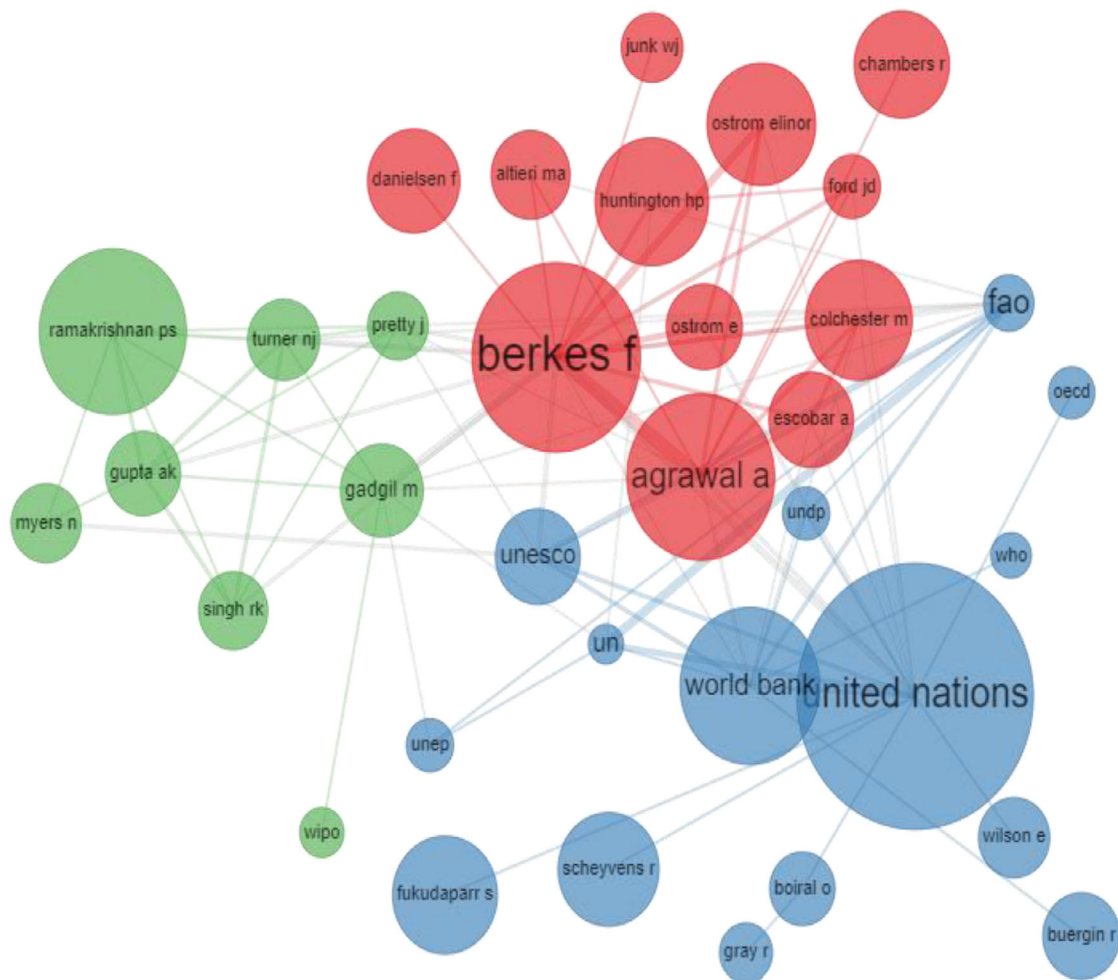 junk wj
chambers r
ostrom elinor
danielsen f
altieri ma
huntington hp
ford jd
fao
ramakrishnan ps
turner nj
pretty j
ostrom e
colchester m
berkes f
oecd
escobar a
gupta ak
agrawal a
gadgil m
undp
myers n
unesco
who
singh rk
un
world bank
united nations
unep
wipo
wilson e
scheyvens r
fukudaparr s
boiral o
buergin r
gray r